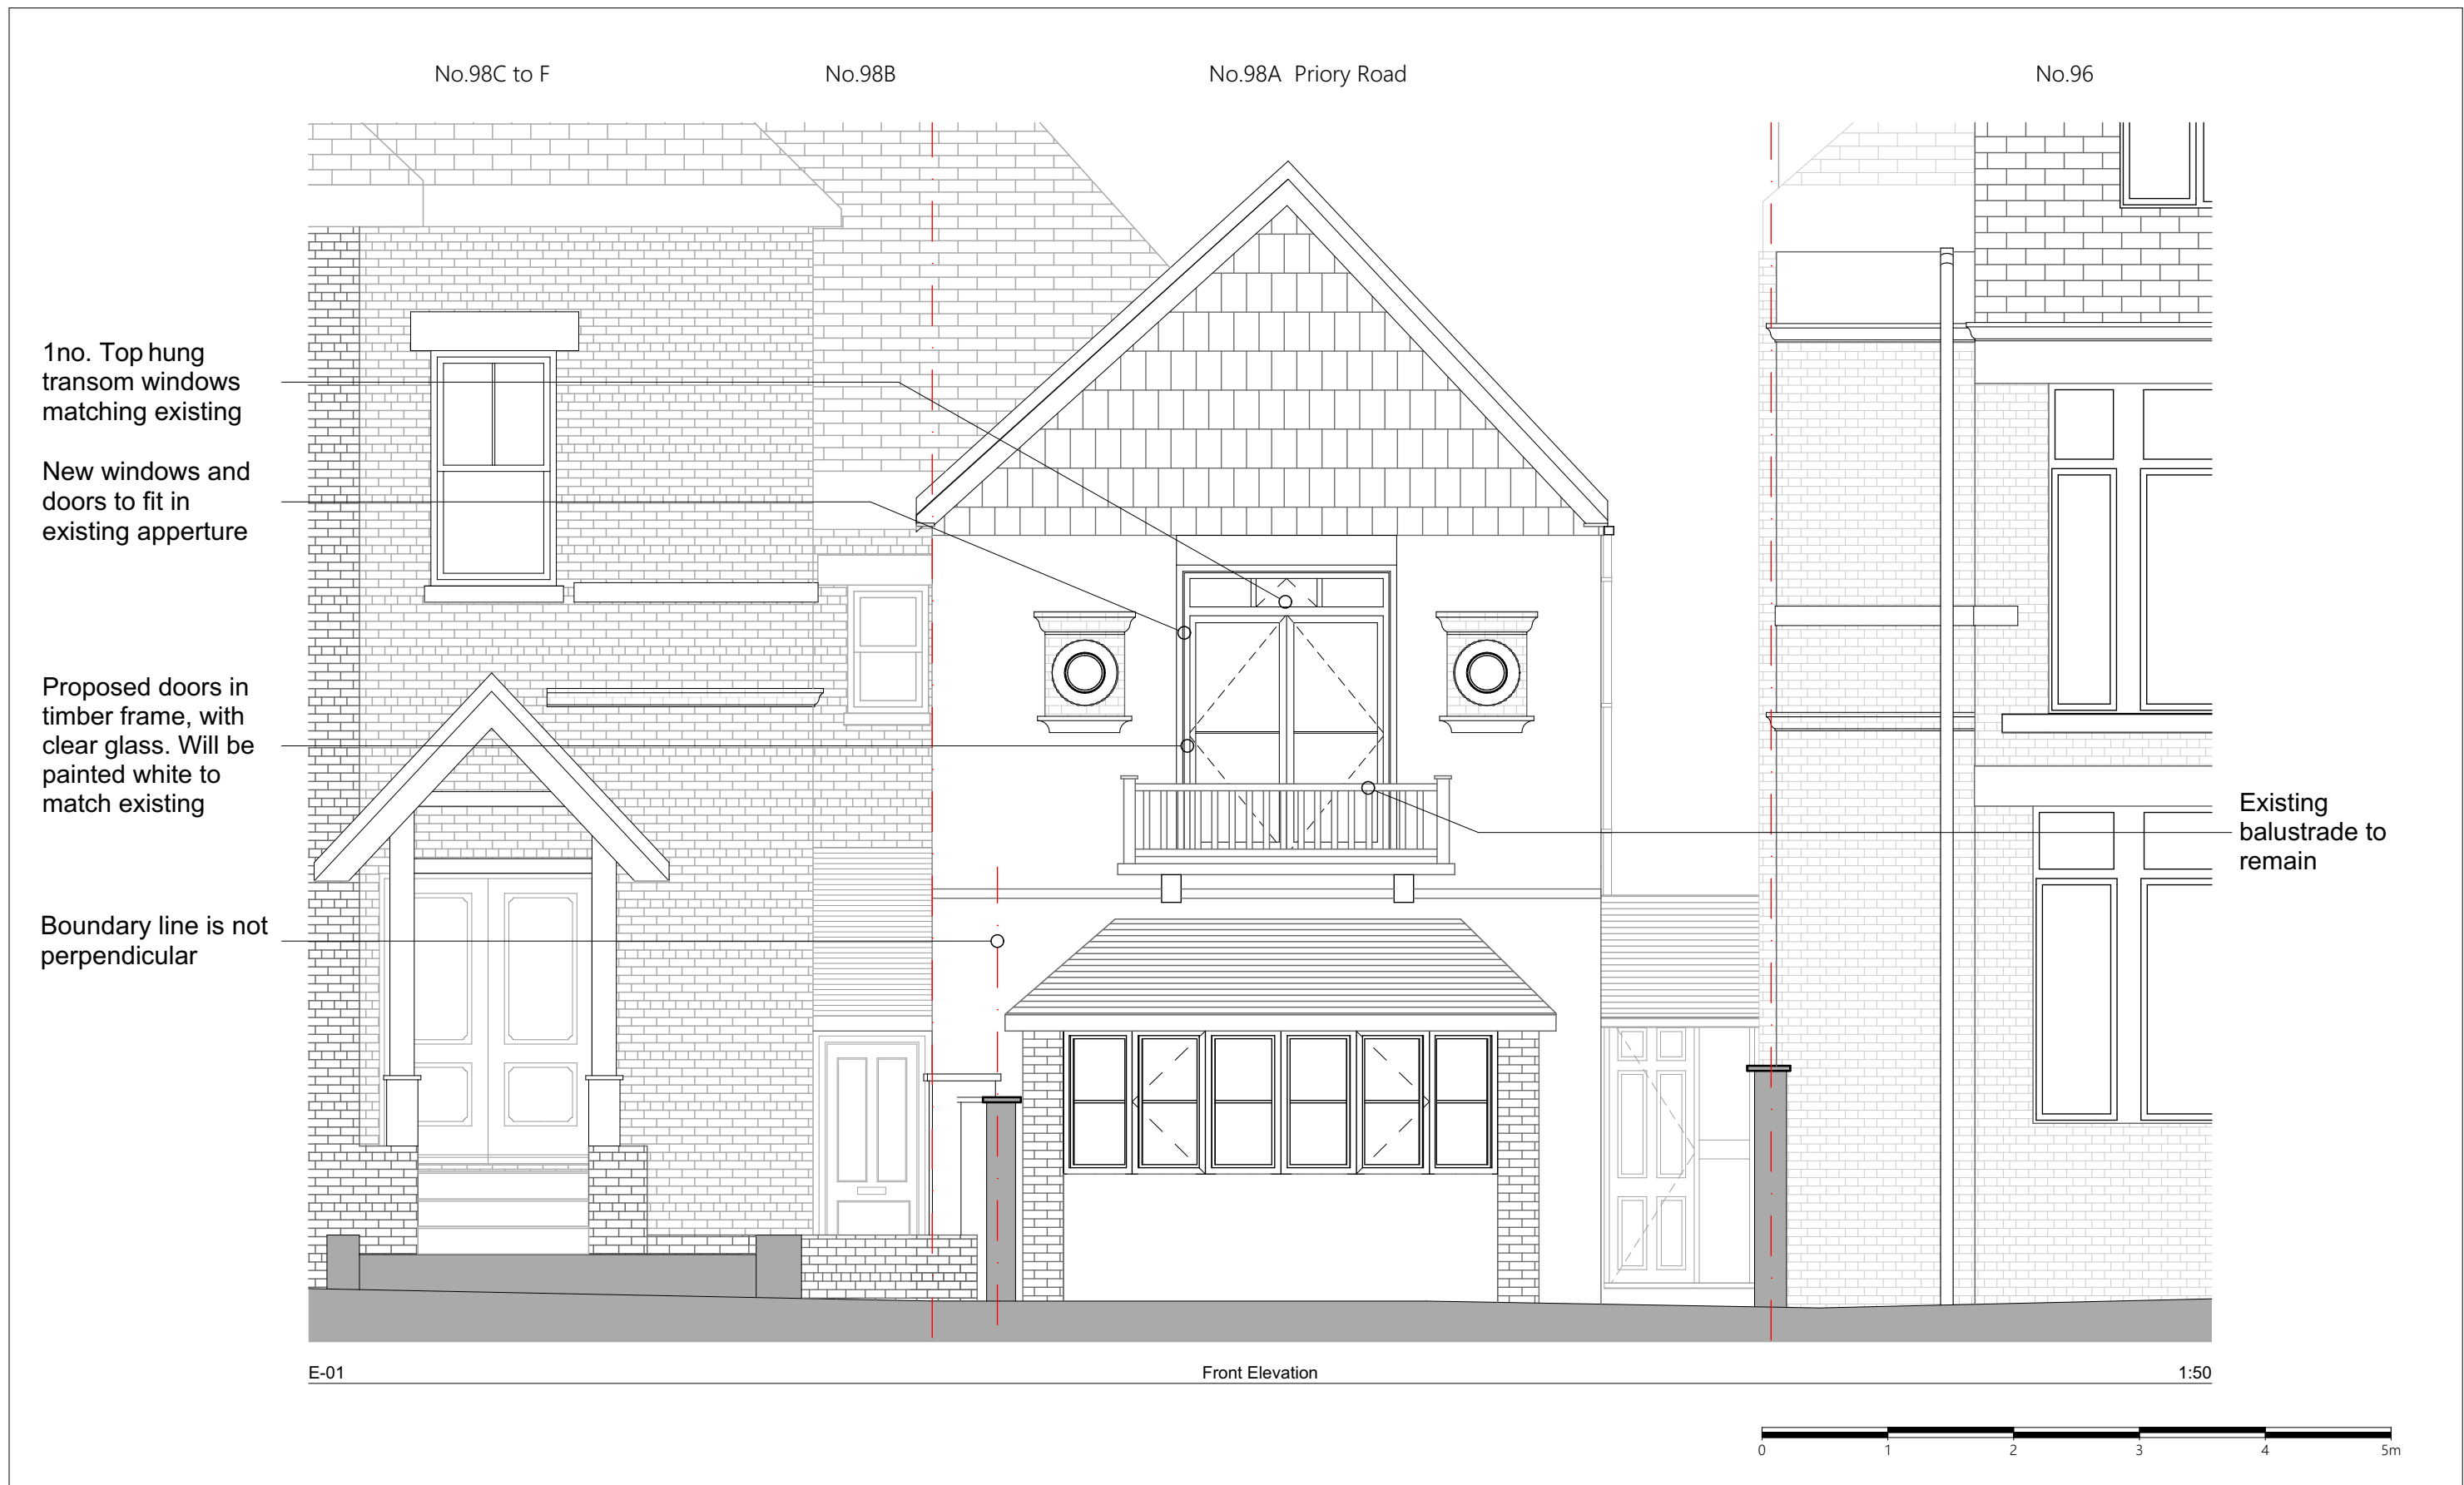 No.98C to F
No.98B
No.98A Priory Road
No.96
1no. Top hung
transom windows
matching existing
New windows and
doors to fit in
existing apperture
Proposed doors in
timber frame, with
clear glass. Will be
painted white to
match existing
Existing
balustrade to
remain
Boundary line is not
perpendicular
E-01
Front Elevation
1:50
0
1
2
3
4
5m